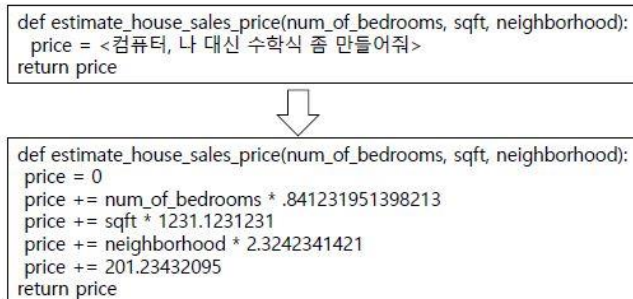 def estimate_house_sales_price(num_of_bedrooms, sqft, neighborhood):
price = <컴퓨터, 나 대신 수학식 좀 만들어줘>
return price
def estimate_house_sales_price(num_of_bedrooms, sqft, neighborhood):
price = 0
price += num_of_bedrooms * .841231951398213
price += sqft * 1231.1231231
price += neighborhood * 2.3242341421
price += 201.23432095
return price